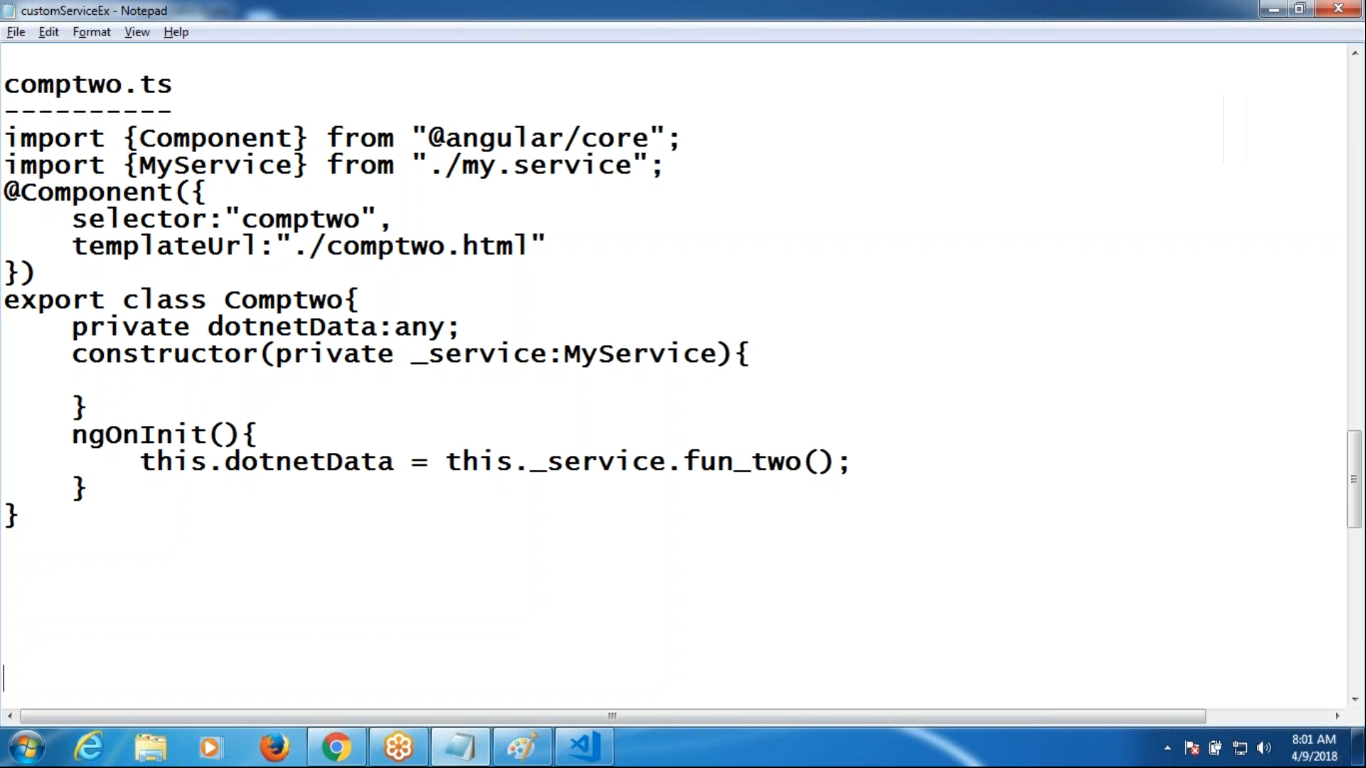 customServiceEx - Notepad
File Edit Format View Help
comptwo.ts
----------
import {Component} from "@angular/core";
import {MyService} from "./my.service";
@Component({
    selector:"comptwo",
    templateUrl:"./comptwo.html"
})
export class Comptwo{
    private dotnetData:any;
    constructor(private _service:MyService){
    }
    ngOnInit(){
        this.dotnetData = this._service.fun_two();
    }
}
8:01 AM
4/9/2018